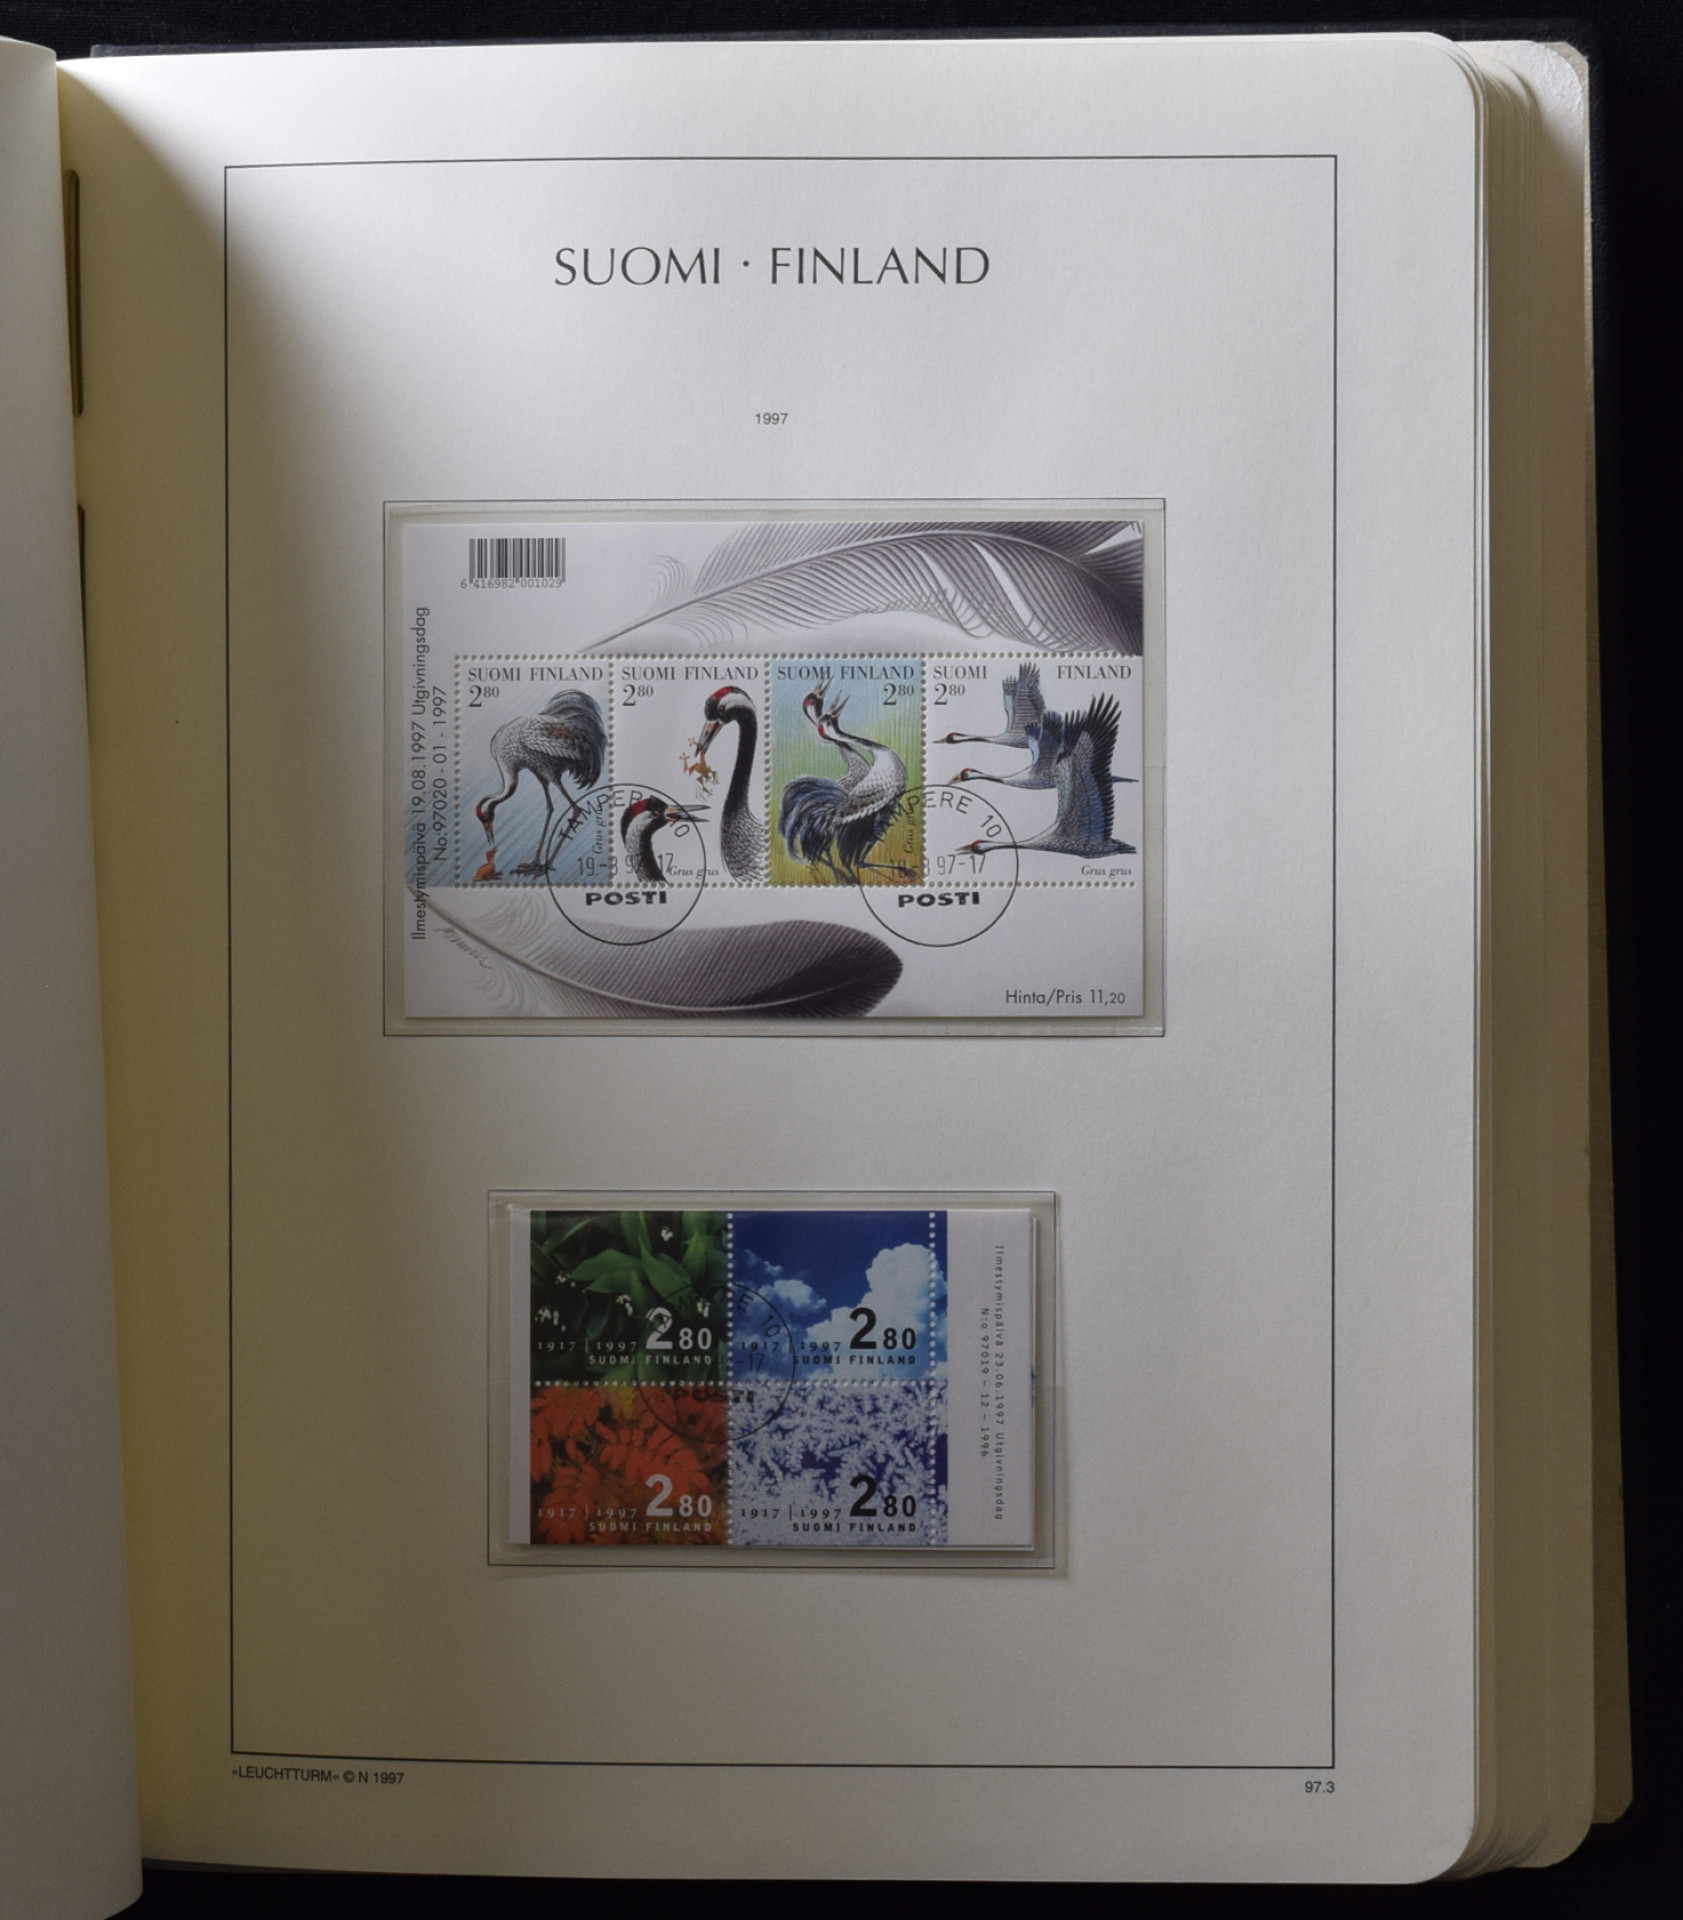 SUOMI · FINLAND
1997
6 416982 001029
Ilmestymispäivä 19.08.1997 Utgivningsdag
No:97020 - 01 - 1997
SUOMI FINLAND
2 80
Grus grus
SUOMI FINLAND
2 80
Grus grus
SUOMI FINLAND
2 80
Grus grus
SUOMI FINLAND
2 80
Grus grus
TAMPERE 10
19-8 97-17
POSTI
TAMPERE 10
97-17
POSTI
Hinta/Pris 11,20
1917 | 1997 2 80
SUOMI FINLAND
1917 | 1997 2 80
SUOMI FINLAND
1917 | 1997 2 80
SUOMI FINLAND
1917 | 1997 2 80
SUOMI FINLAND
10
-17
Ilmestymispäivä 23.06.1997 Utgivningsdag
N:o 97019 – 12 – 1996
»LEUCHTTURM« © N 1997
97.3